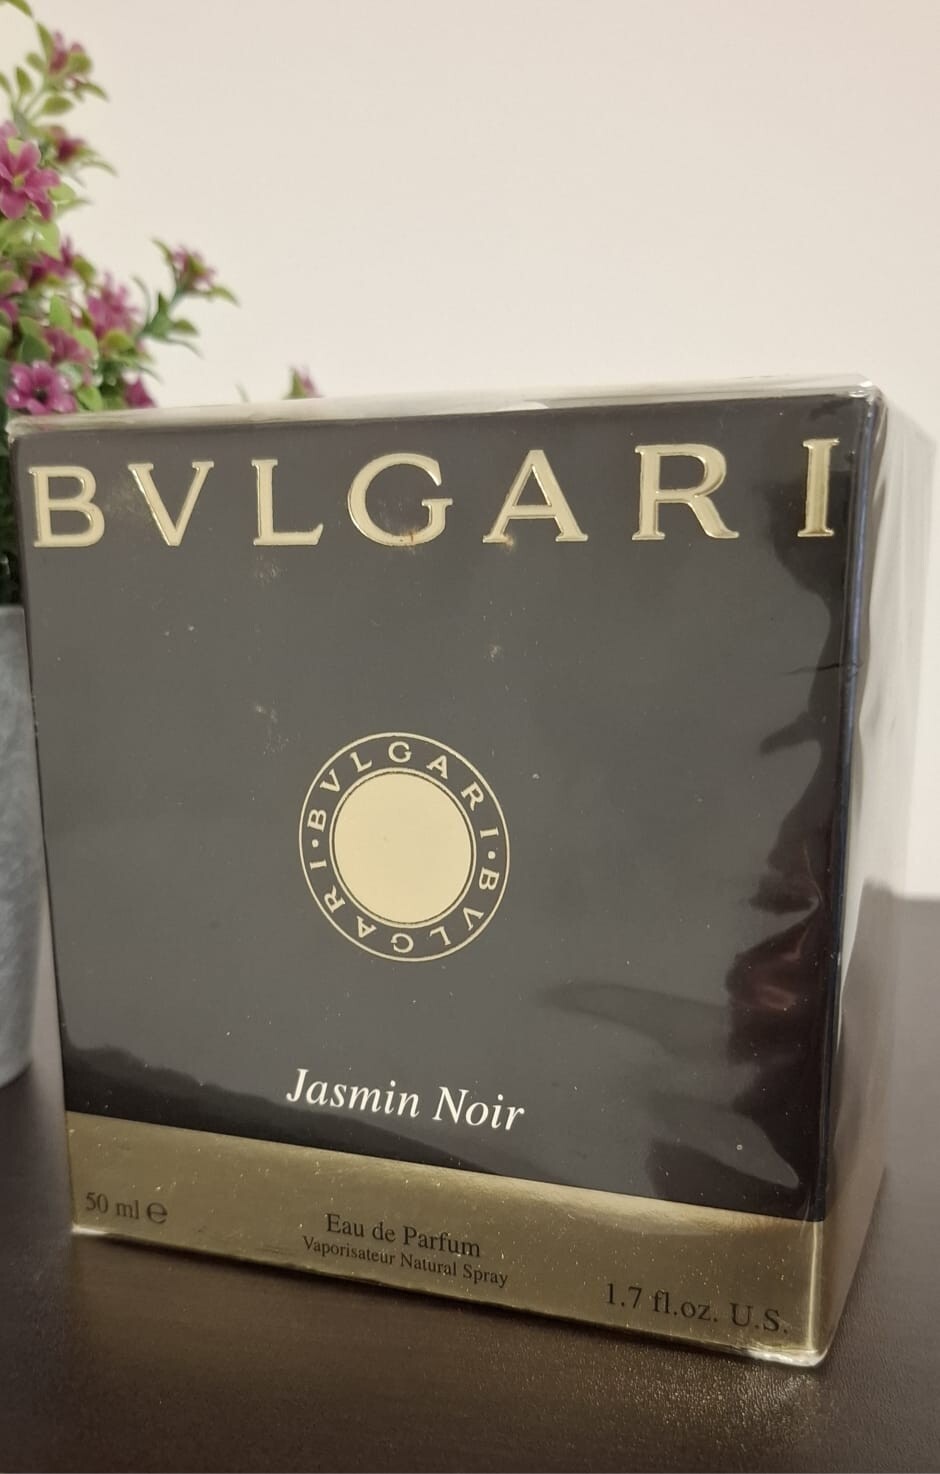 BVLGARI
BVLGARI·BVLGARI·
Jasmin Noir
50 ml ℮
Eau de Parfum
Vaporisateur Natural Spray
1.7 fl.oz. U.S.